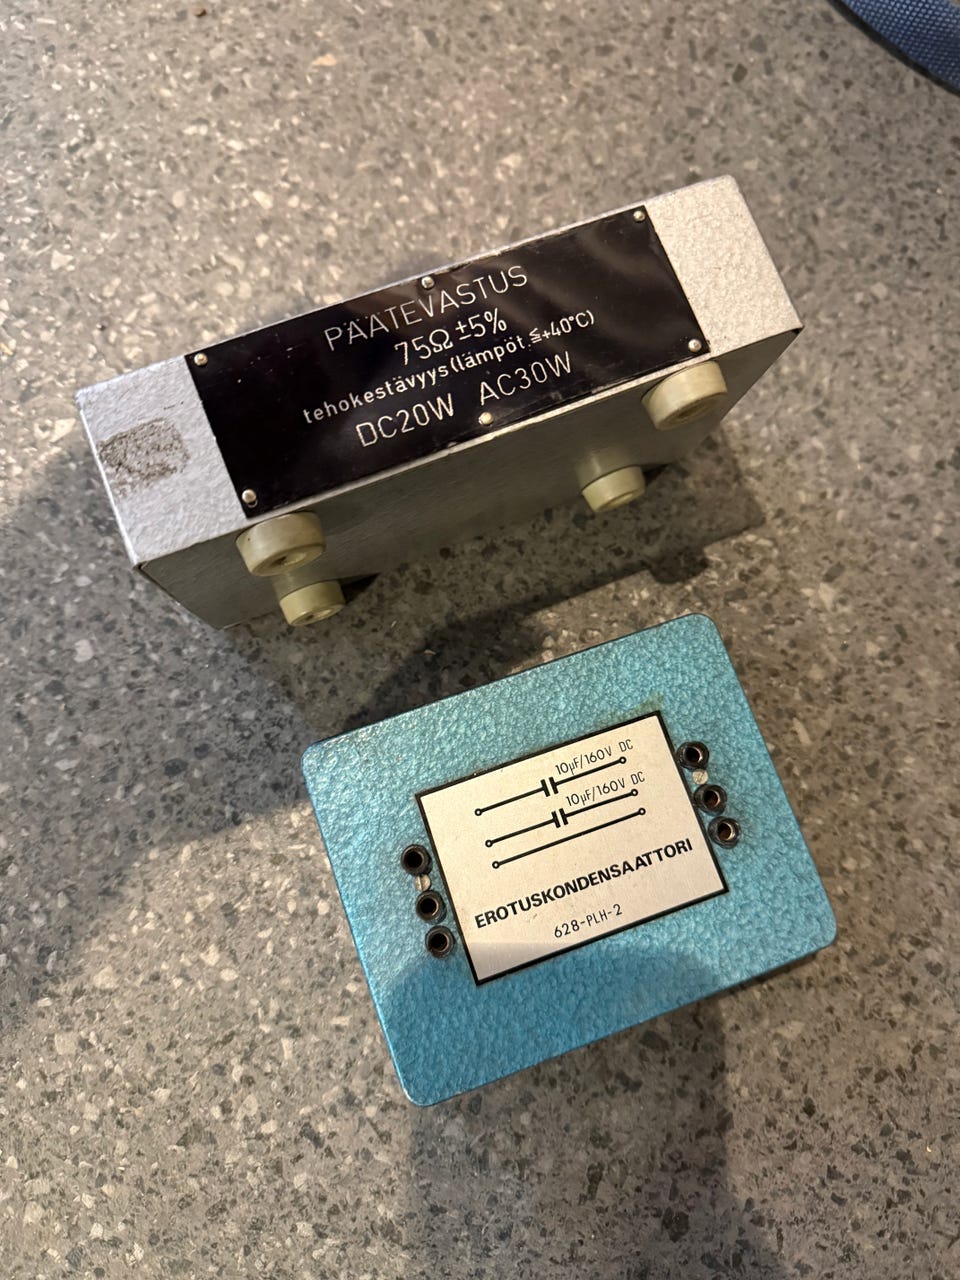 PÄÄTEVASTUS
75Ω ±5%
tehokestävyys (lämpöt. ≦+40°C)
DC20W AC30W
10µF/160V DC
10µF/160V DC
EROTUSKONDENSAATTORI
628-PLH-2